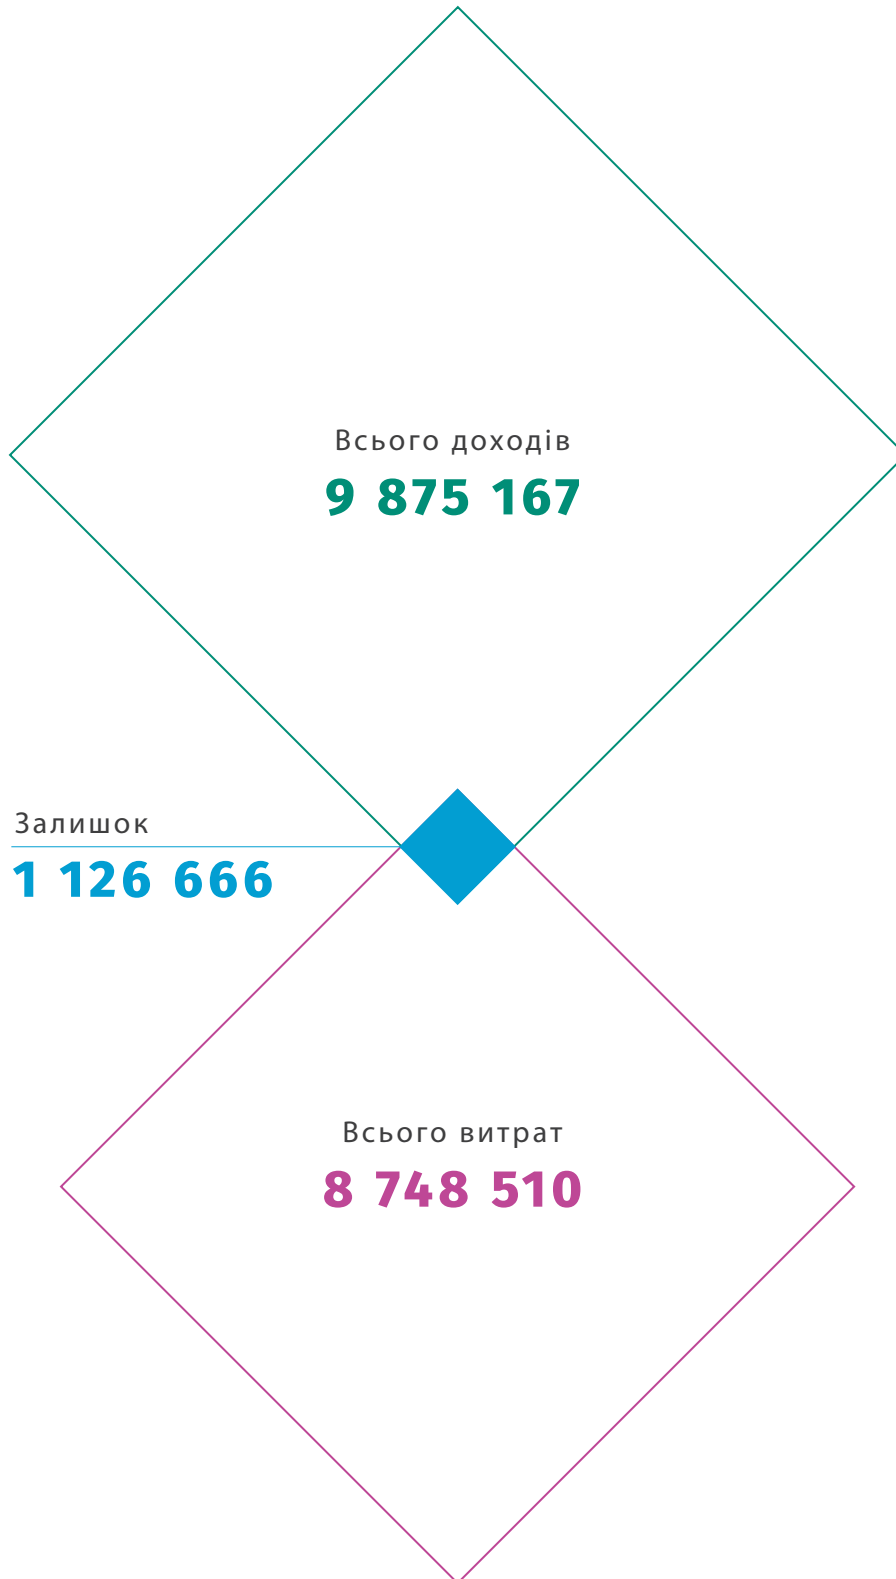 Всього доходів
9 875 167
Залишок
1 126 666
Всього витрат
8 748 510